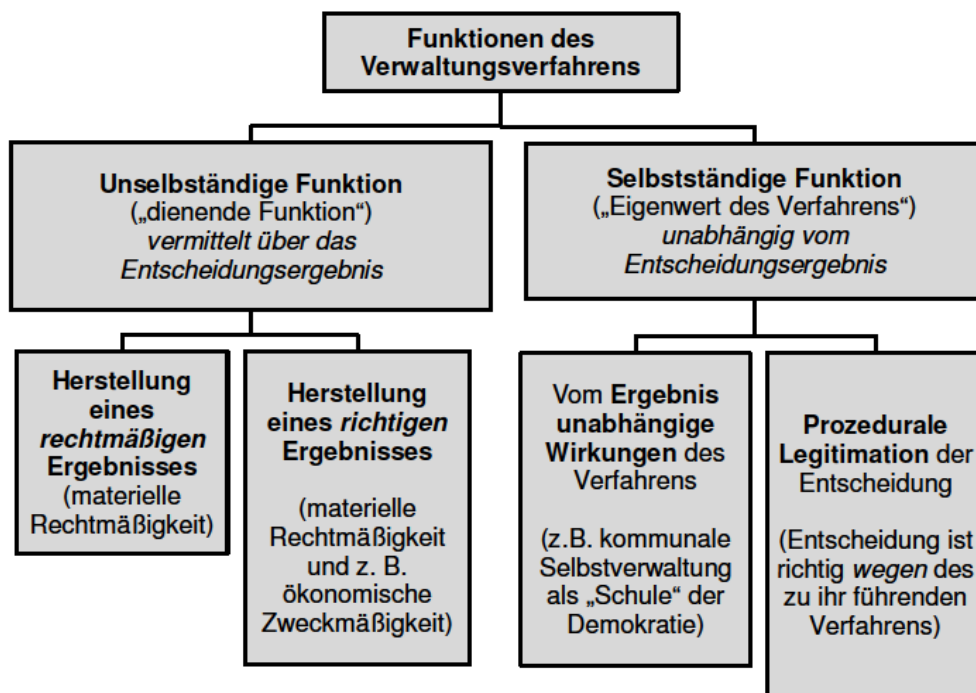 Funktionen des
Verwaltungsverfahrens
Unselbständige Funktion
(„dienende Funktion“)
vermittelt über das
Entscheidungsergebnis
Selbstständige Funktion
(„Eigenwert des Verfahrens“)
unabhängig vom
Entscheidungsergebnis
Herstellung
eines
rechtmäßigen
Ergebnisses
(materielle
Rechtmäßigkeit)
Herstellung
eines richtigen
Ergebnisses
(materielle
Rechtmäßigkeit
und z. B.
ökonomische
Zweckmäßigkeit)
Vom Ergebnis
unabhängige
Wirkungen des
Verfahrens
(z.B. kommunale
Selbstverwaltung
als „Schule“ der
Demokratie)
Prozedurale
Legitimation der
Entscheidung
(Entscheidung ist
richtig wegen des
zu ihr führenden
Verfahrens)